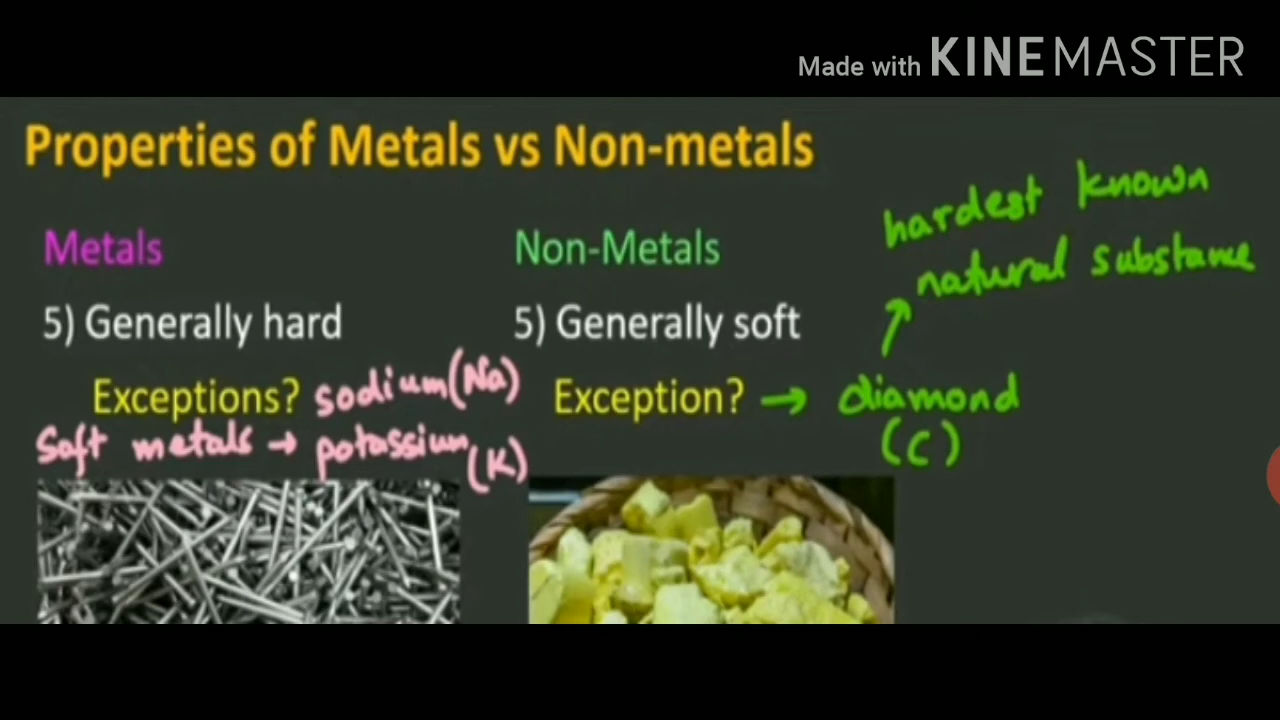 Made with KINEMASTER
Properties of Metals vs Non-metals
hardest known
natural substance
Metals
Non-Metals
5) Generally hard
5) Generally soft
Exceptions? sodium(Na)
Exception? → diamond
Soft metals → potassium(K)
(C)